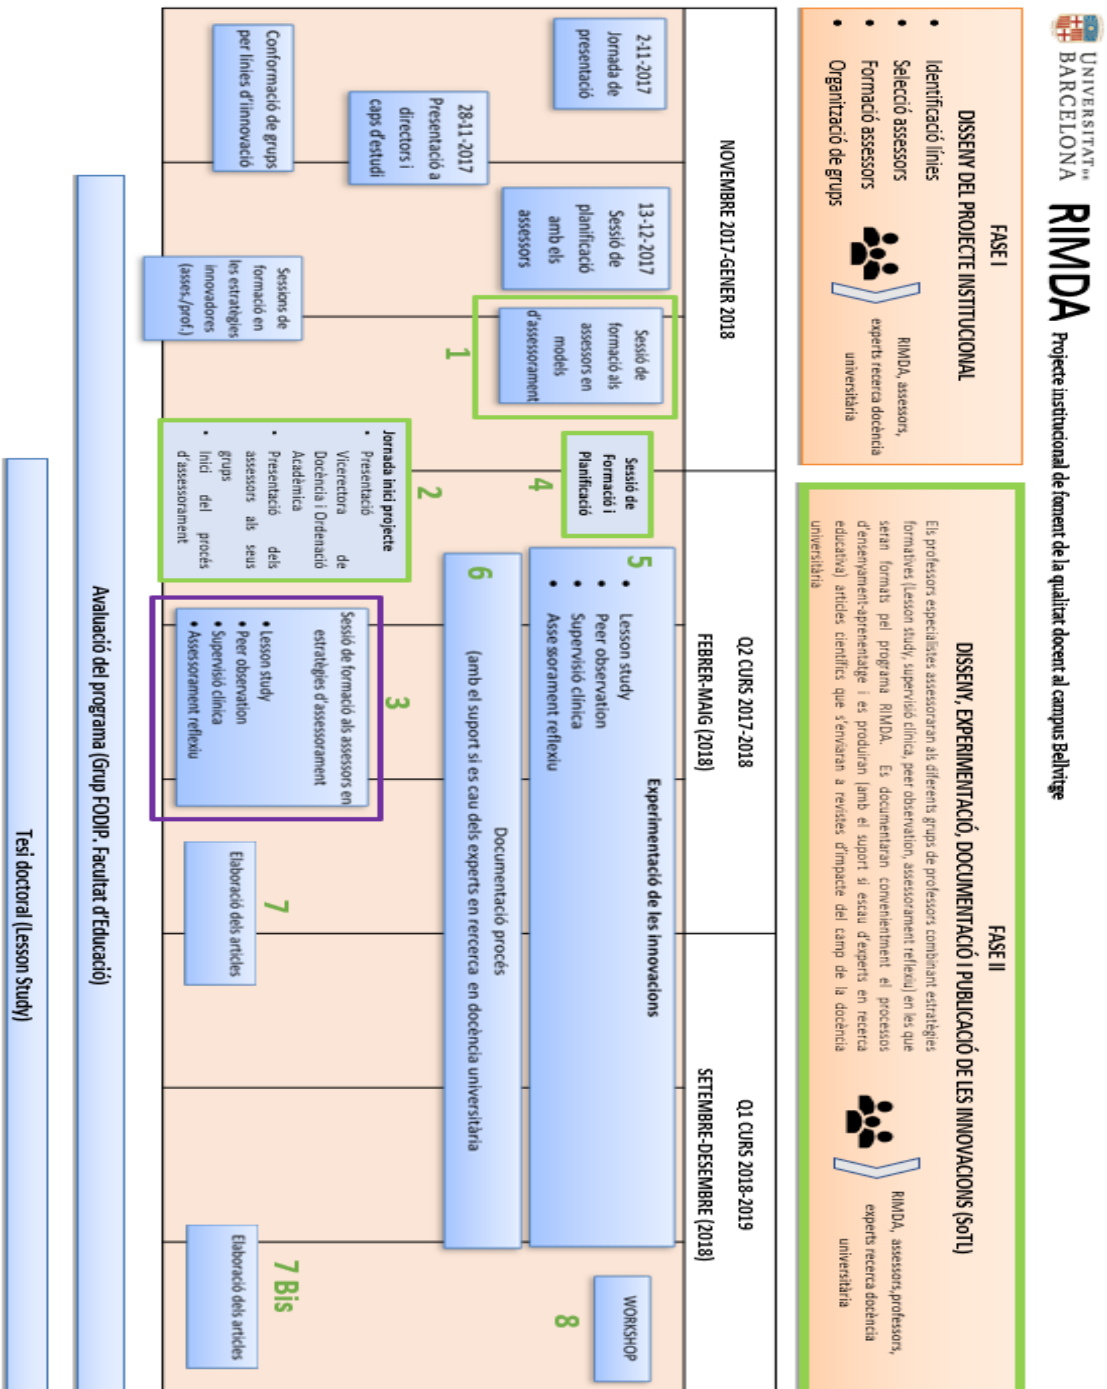 UNIVERSITAT DE
BARCELONA
RIMDA Projecte institucional de foment de la qualitat docent al campus Bellvitge
FASE I
DISSENY DEL PROJECTE INSTITUCIONAL
• Identificació línies
• Selecció assessors
• Formació assessors
• Organització de grups
RIMDA, assessors,
experts recerca docència
universitària
FASE II
DISSENY, EXPERIMENTACIÓ, DOCUMENTACIÓ I PUBLICACIÓ DE LES INNOVACIONS (SoTL)
Els professors especialistes assessoraran als diferents grups de professors combinant estratègies
formatives (Lesson study, supervisió clínica, peer observation, assessorament reflexiu) en les que
seran formats pel programa RIMDA. Es documentaran convenientment el processos
d'ensenyament-aprenentatge i es produiran (amb el suport si escau d'experts en recerca
educativa) articles científics que s'enviaran a revistes d'impacte del camp de la docència
universitària
RIMDA, assessors,professors,
experts recerca docència
universitària
NOVEMBRE 2017-GENER 2018
Q2 CURS 2017-2018
FEBRER-MAIG (2018)
Q1 CURS 2018-2019
SETEMBRE-DESEMBRE (2018)
2-11-2017
Jornada de
presentació
13-12-2017
Sessió de
planificació
amb els
assessors
28-11-2017
Presentació a
directors i
caps d'estudi
Conformació de grups
per línies d'iinnovació
Sessió de
formació als
assessors en
models
d'assessorament
1
Sessions de
formació en
les estratègies
innovadores
(asses./prof.)
Sessió de
Formació i
Planificació
4
2
Jornada inici projecte
• Presentació
Vicerectora de
Docència i Ordenació
Acadèmica
• Presentació dels
assessors als seus
grups
• Inici del procés
d'assessorament
5
Experimentació de les innovacions
• Lesson study
• Peer observation
• Supervisió clínica
• Assessorament reflexiu
6
Documentació procés
(amb el suport si es cau dels experts en rercerca en docència universitària
3
Sessió de formació als assessors en
estratègies d'assessorament
• Lesson study
• Peer observation
• Supervisió clínica
• Assessorament reflexiu
7
Elaboració dels articles
7 Bis
Elaboració dels articles
WORKSHOP
8
Avaluació del programa (Grup FODIP. Facultat d'Educació)
Tesi doctoral (Lesson Study)